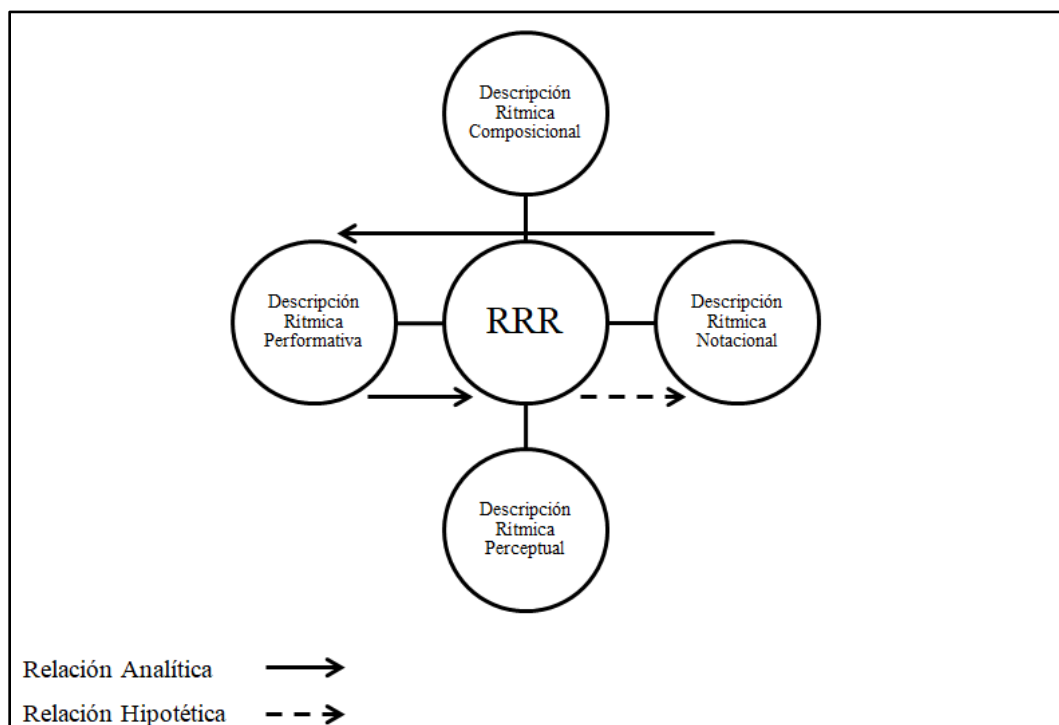 Descripción
Rítmica
Composicional
Descripción
Rítmica
Performativa
RRR
Descripción
Rítmica
Notacional
Descripción
Rítmica
Perceptual
Relación Analítica
Relación Hipotética